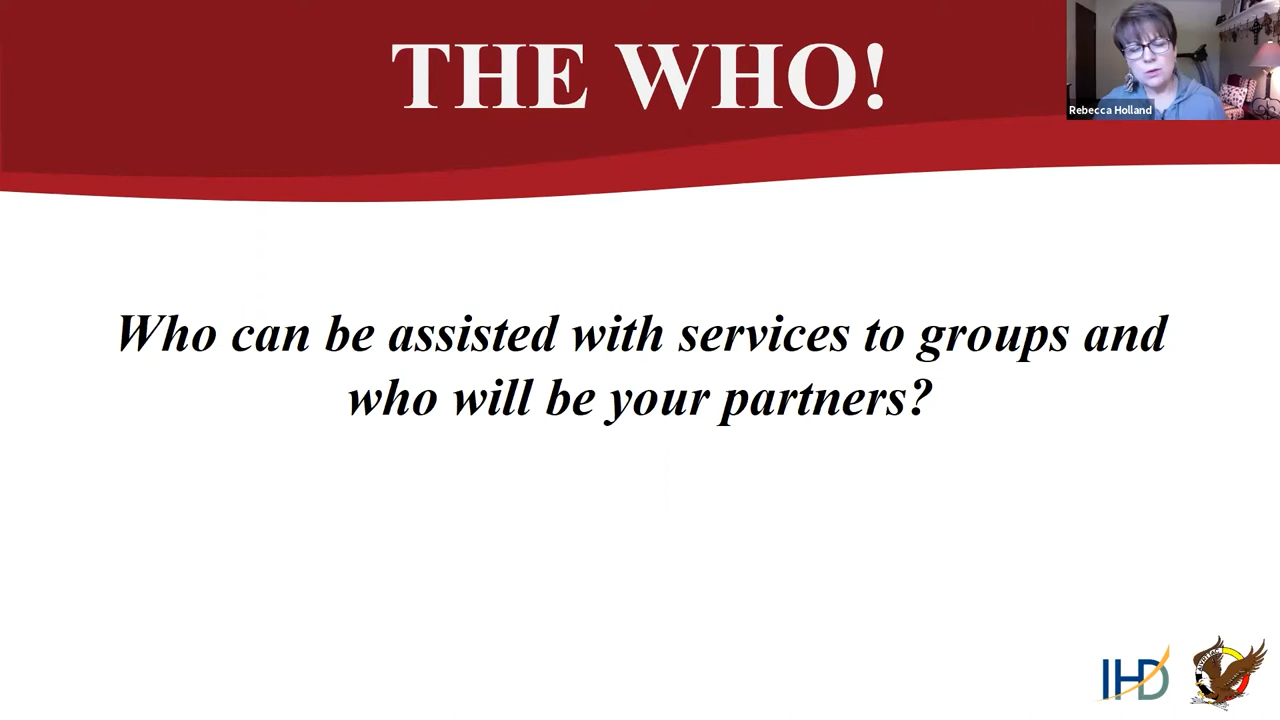 THE WHO!
Rebecca Holland
Who can be assisted with services to groups and
who will be your partners?
IHD